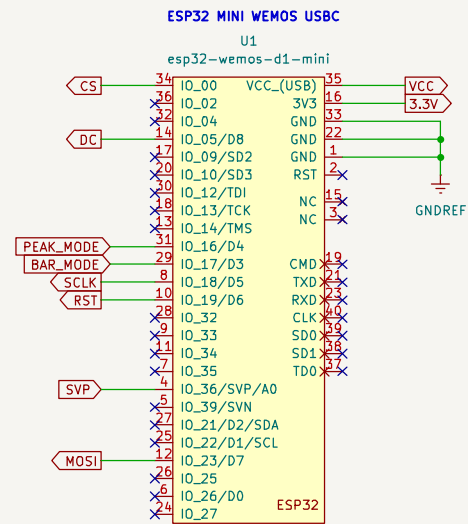 ESP32 MINI WEMOS USBC
U1
esp32-wemos-d1-mini
CS 34 IO_00 VCC_(USB) 35 VCC
36 IO_02 3V3 16 3.3V
32 IO_04 GND 33
DC 14 IO_05/D8 GND 22
17 IO_09/SD2 GND 1
20 IO_10/SD3 RST 2
30 IO_12/TDI
18 IO_13/TCK NC 15
13 IO_14/TMS NC 3
GNDREF
PEAK_MODE 31 IO_16/D4
BAR_MODE 29 IO_17/D3 CMD 19
SCLK 8 IO_18/D5 TXD 21
RST 10 IO_19/D6 RXD 23
28 IO_32 CLK 40
9 IO_33 SD0 39
11 IO_34 SD1 38
7 IO_35 TD0 37
SVP 4 IO_36/SVP/A0
5 IO_39/SVN
27 IO_21/D2/SDA
25 IO_22/D1/SCL
MOSI 12 IO_23/D7
26 IO_25
6 IO_26/D0
24 IO_27
ESP32